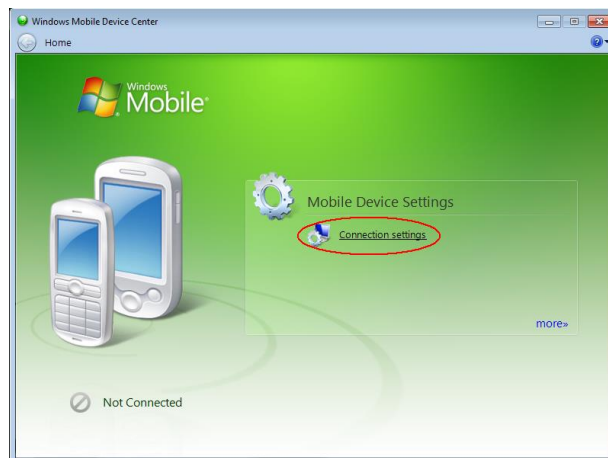 Windows Mobile Device Center
Home
Windows
Mobile
Mobile Device Settings
Connection settings
more»
Not Connected